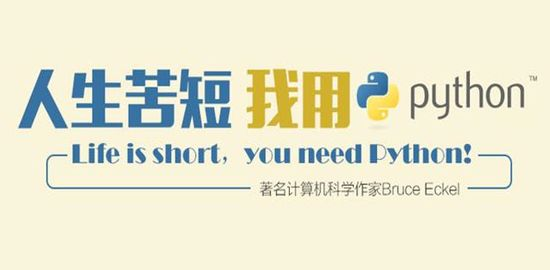 人生苦短 我用 python™
Life is short, you need Python!
著名计算机科学作家Bruce Eckel